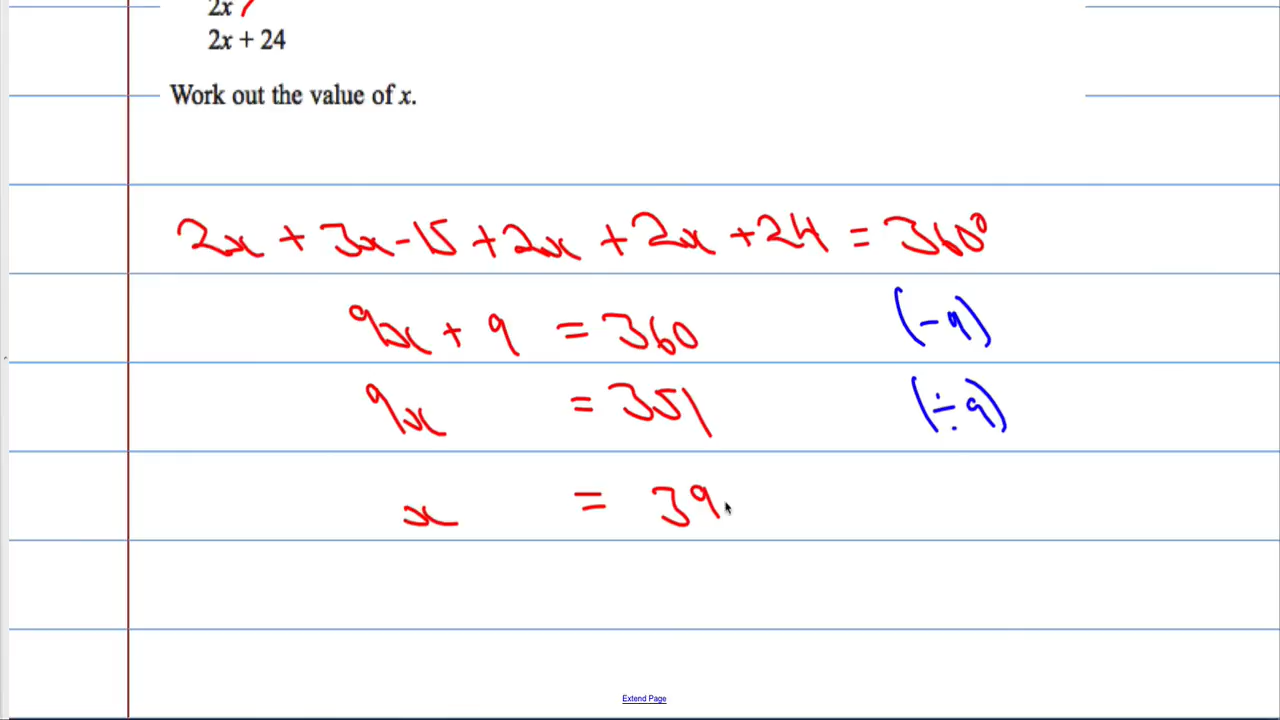 2x
2x + 24
Work out the value of x.
2x + 3x - 15 + 2x + 2x + 24 = 360°
9x + 9 = 360 (- 9)
9x = 351 (÷ 9)
x = 39
Extend Page